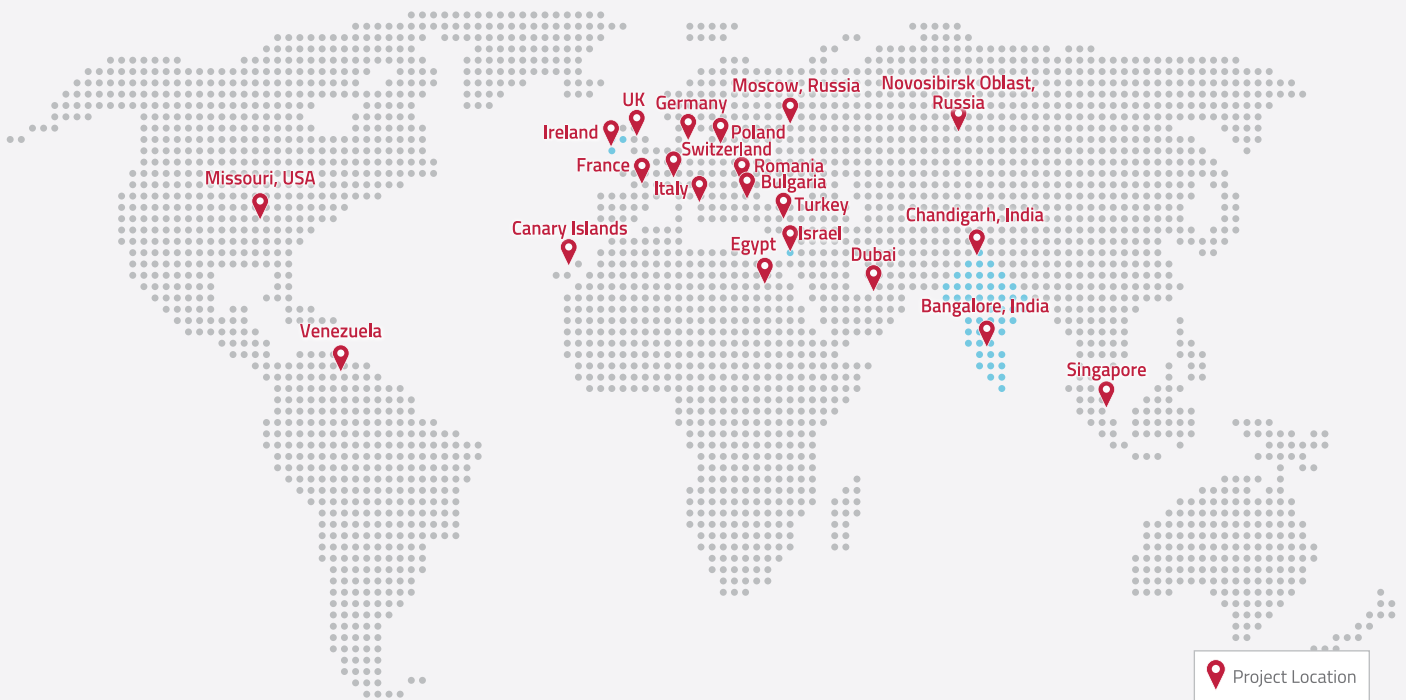 Moscow, Russia
Novosibirsk Oblast,
Russia
UK
Germany
Ireland
Poland
Switzerland
France
Romania
Missouri, USA
Italy
Bulgaria
Turkey
Chandigarh, India
Canary Islands
Israel
Egypt
Dubai
Bangalore, India
Venezuela
Singapore
Project Location